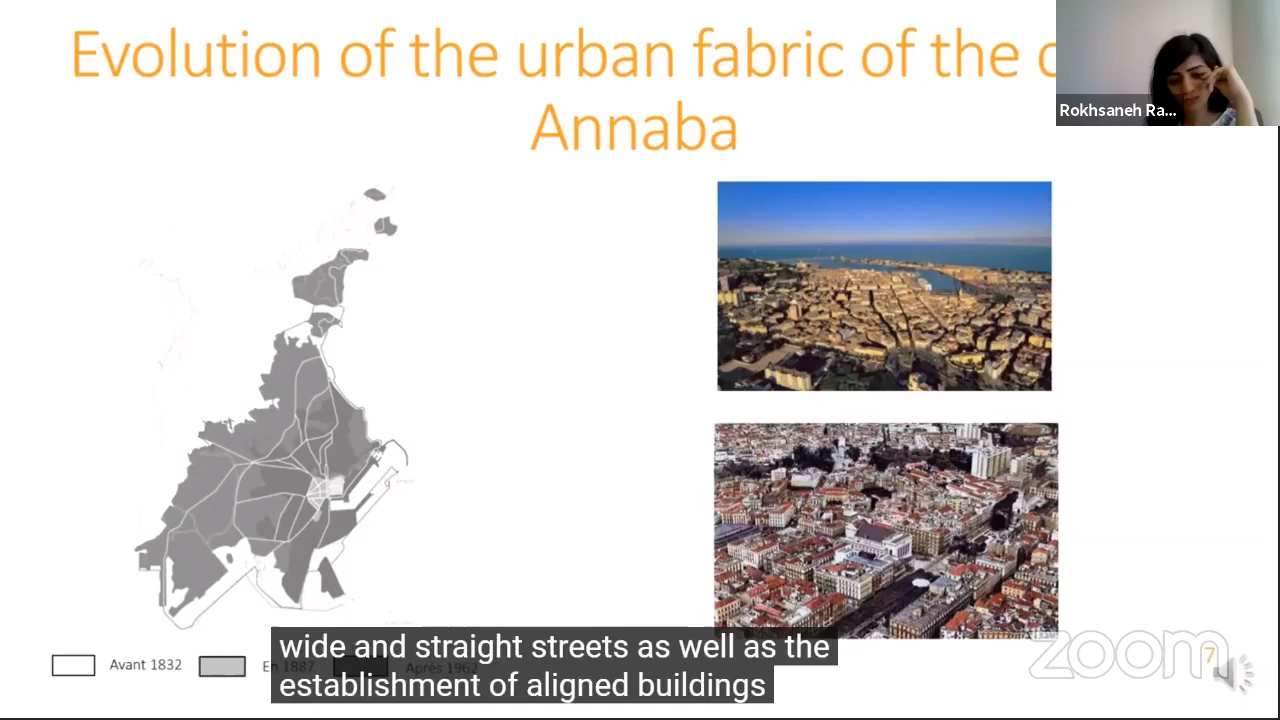 Evolution of the urban fabric of the
Annaba
Rokhsaneh Ra...
Avant 1832
En 1887
Après 1962
wide and straight streets as well as the
establishment of aligned buildings
zoom
7